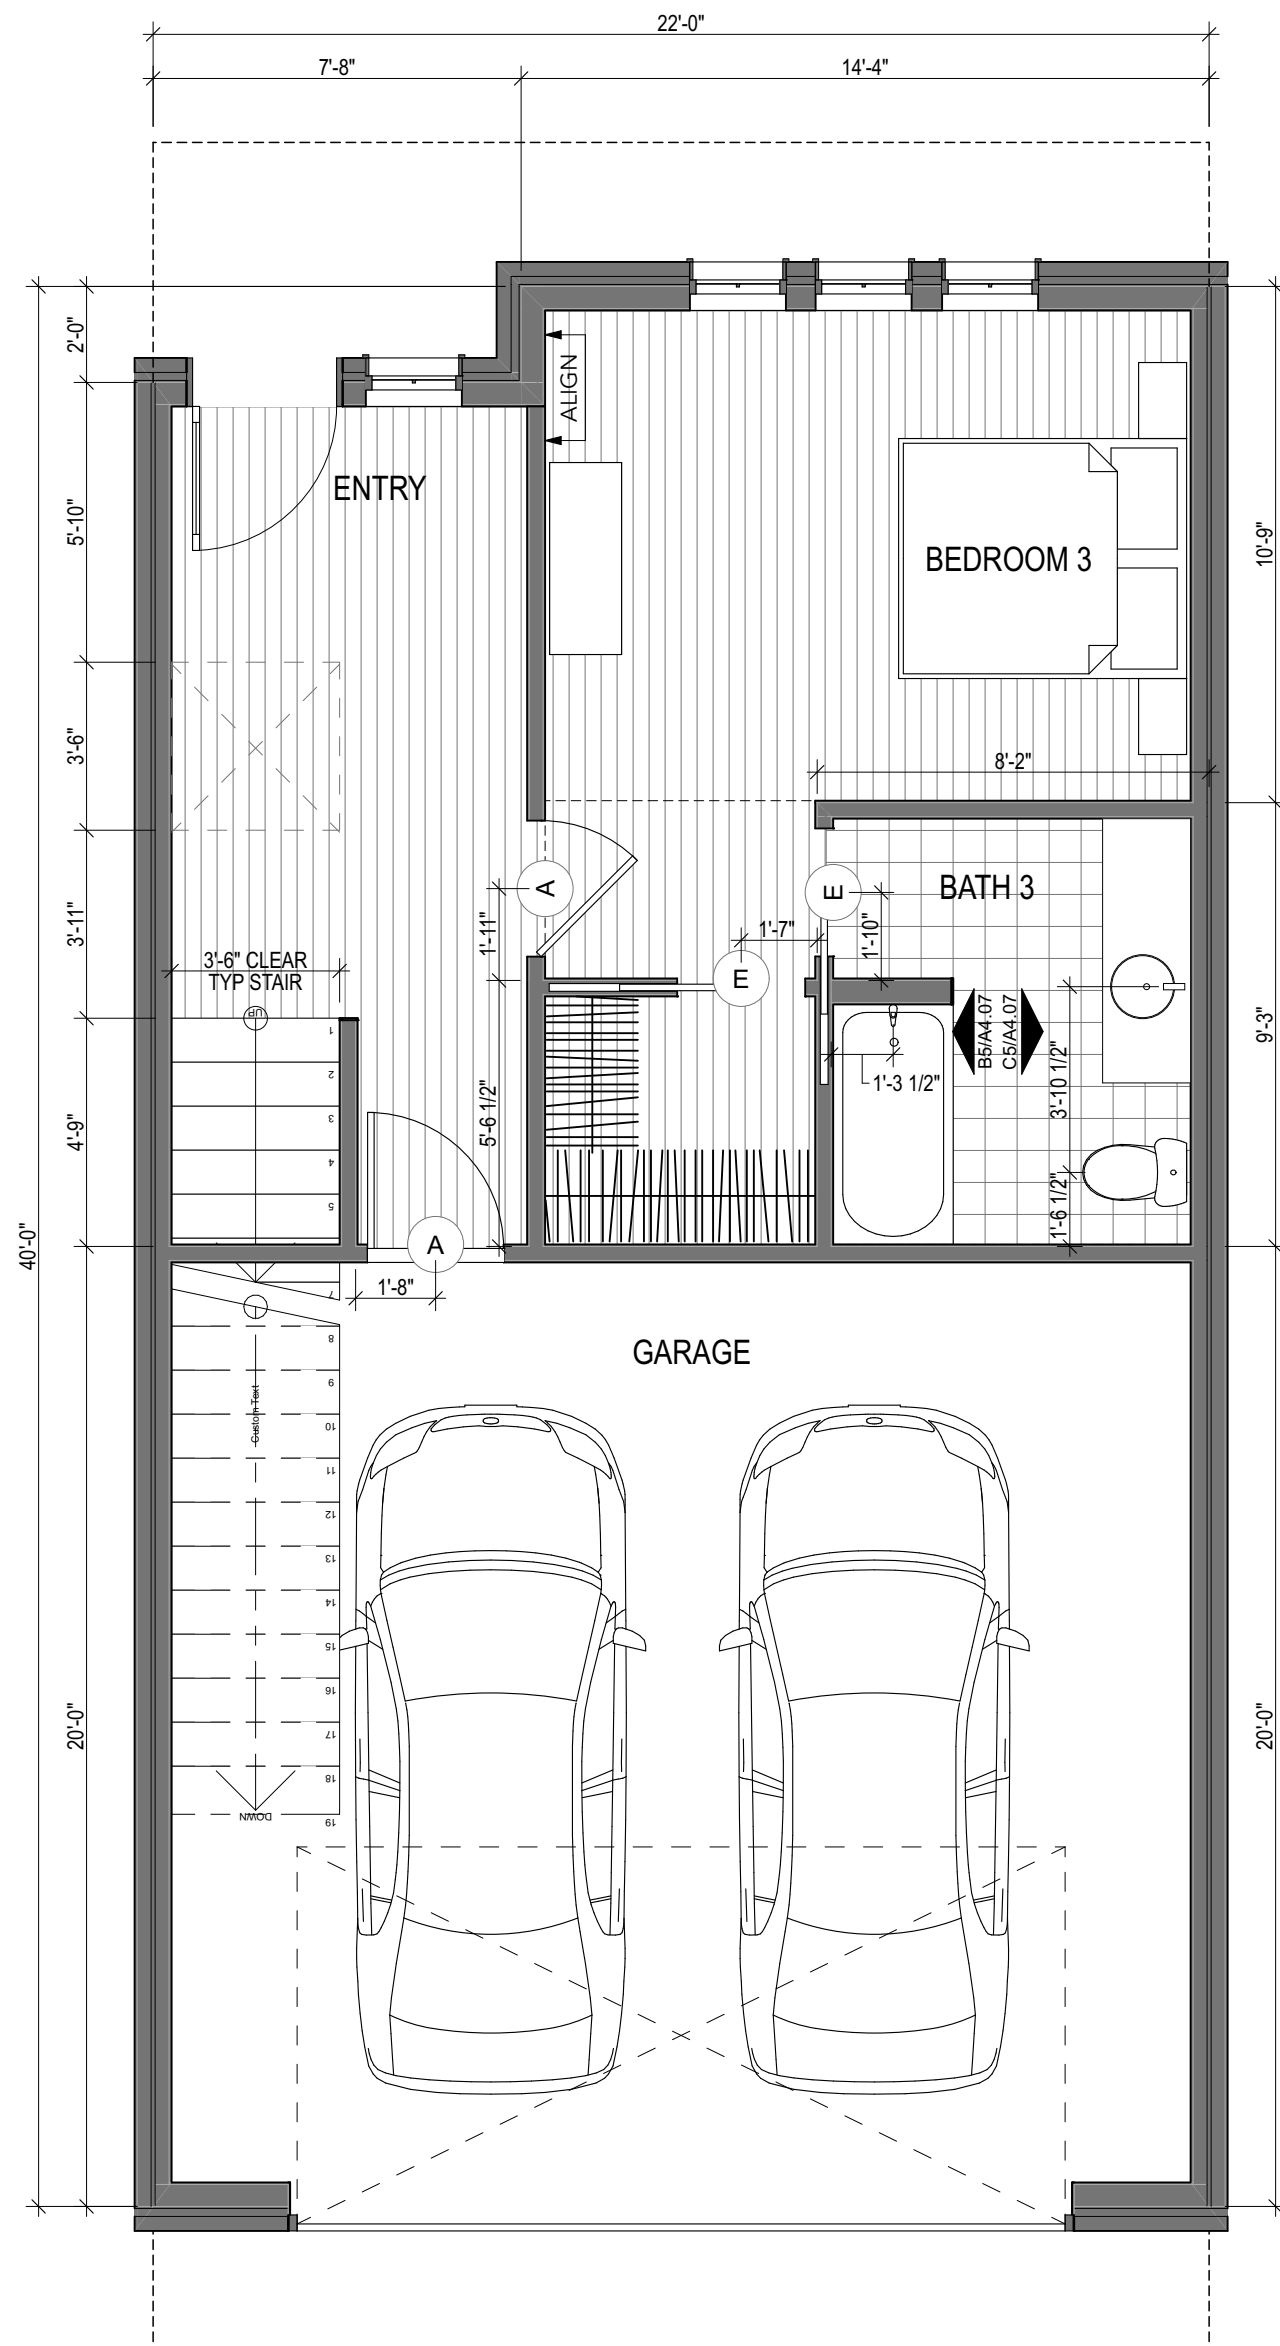 22'-0"
7'-8"
14'-4"
2'-0"
ALIGN
ENTRY
5'-10"
BEDROOM 3
10'-9"
3'-6"
8'-2"
A
E
BATH 3
3'-11"
1'-11"
1'-7"
1'-10"
3'-6" CLEAR
TYP STAIR
E
UP
B5/A4.07
C5/A4.07
9'-3"
1
2
3
4
5
1'-3 1/2"
3'-10 1/2"
4'-9"
5'-6 1/2"
1'-6 1/2"
40'-0"
A
1'-8"
7
GARAGE
8
9
10
11
12
13
14
15
16
17
18
19
Custom Text
20'-0"
20'-0"
DOWN